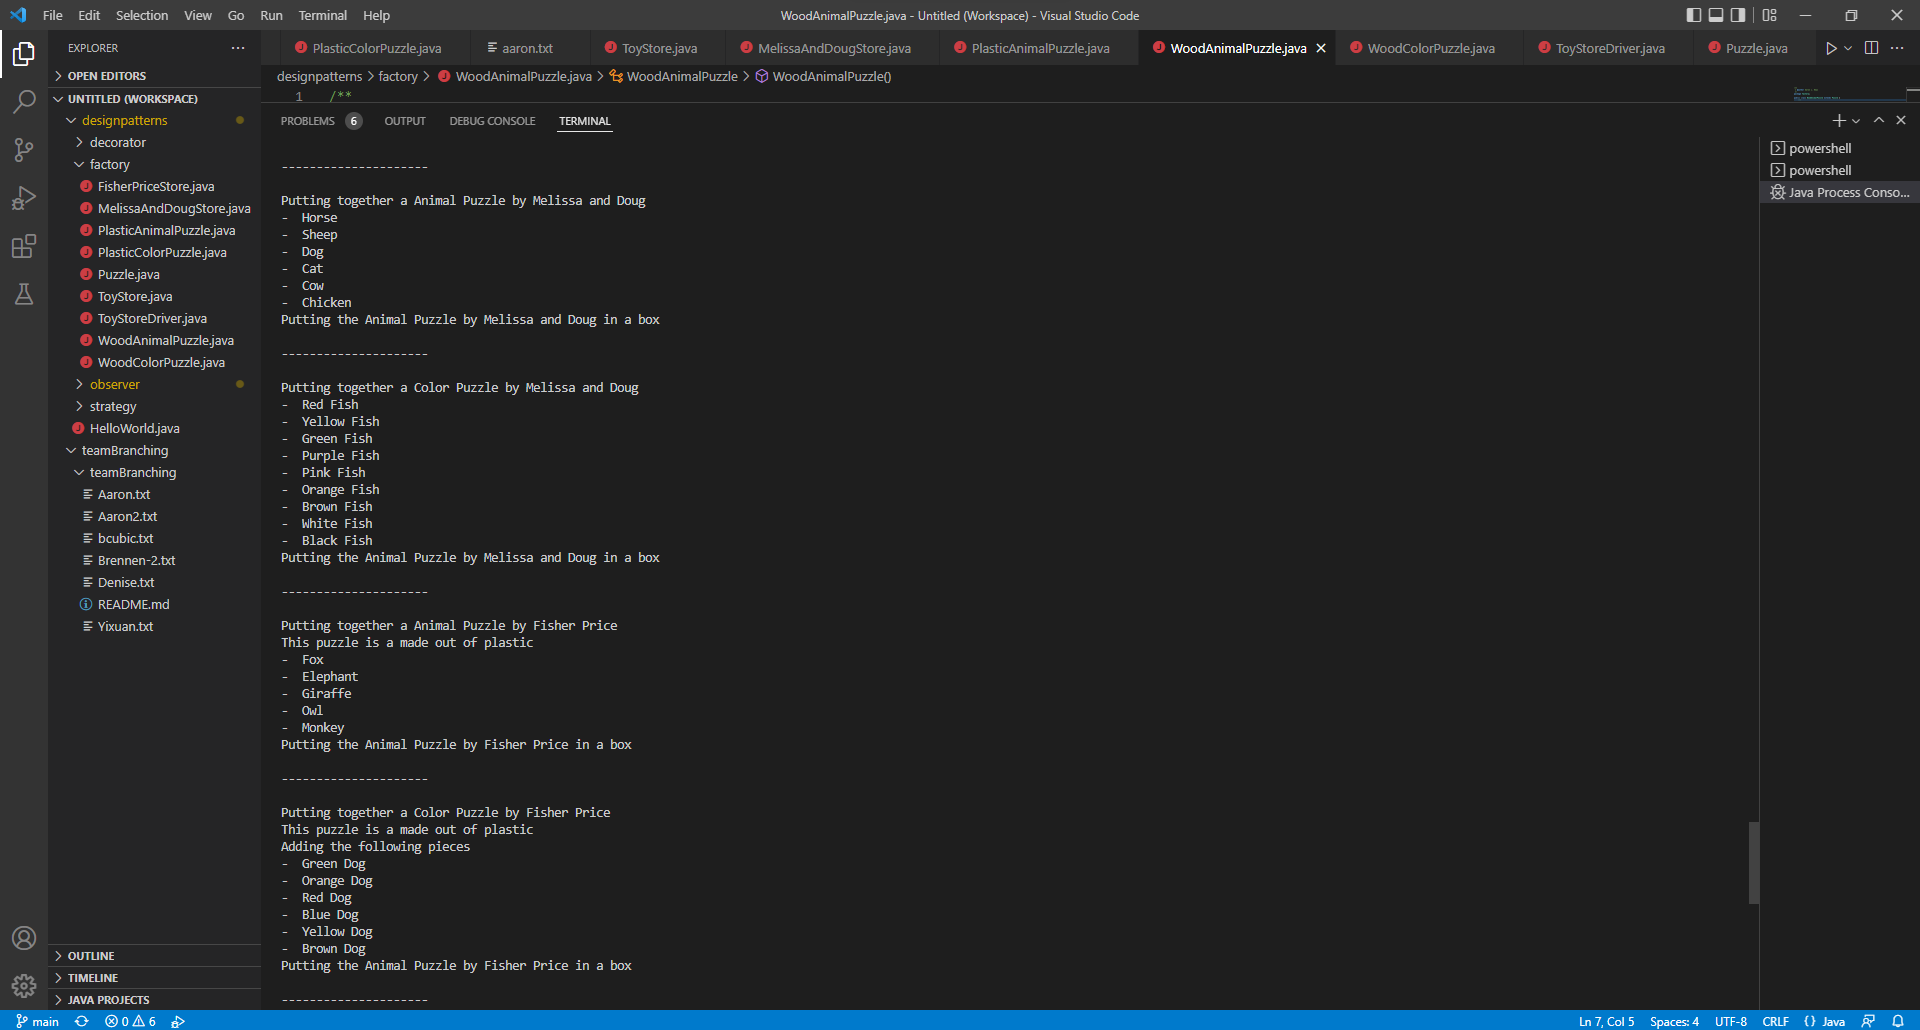 File Edit Selection View Go Run Terminal Help
WoodAnimalPuzzle.java - Untitled (Workspace) - Visual Studio Code
EXPLORER
OPEN EDITORS
UNTITLED (WORKSPACE)
designpatterns
decorator
factory
FisherPriceStore.java
MelissaAndDougStore.java
PlasticAnimalPuzzle.java
PlasticColorPuzzle.java
Puzzle.java
ToyStore.java
ToyStoreDriver.java
WoodAnimalPuzzle.java
WoodColorPuzzle.java
observer
strategy
HelloWorld.java
teamBranching
teamBranching
Aaron.txt
Aaron2.txt
bcubic.txt
Brennen-2.txt
Denise.txt
README.md
Yixuan.txt
OUTLINE
TIMELINE
JAVA PROJECTS
PlasticColorPuzzle.java aaron.txt ToyStore.java MelissaAndDougStore.java PlasticAnimalPuzzle.java WoodAnimalPuzzle.java WoodColorPuzzle.java ToyStoreDriver.java Puzzle.java
designpatterns > factory > WoodAnimalPuzzle.java > WoodAnimalPuzzle > WoodAnimalPuzzle()
1 /**
PROBLEMS 6 OUTPUT DEBUG CONSOLE TERMINAL
---------------------
Putting together a Animal Puzzle by Melissa and Doug
- Horse
- Sheep
- Dog
- Cat
- Cow
- Chicken
Putting the Animal Puzzle by Melissa and Doug in a box
---------------------
Putting together a Color Puzzle by Melissa and Doug
- Red Fish
- Yellow Fish
- Green Fish
- Purple Fish
- Pink Fish
- Orange Fish
- Brown Fish
- White Fish
- Black Fish
Putting the Animal Puzzle by Melissa and Doug in a box
---------------------
Putting together a Animal Puzzle by Fisher Price
This puzzle is a made out of plastic
- Fox
- Elephant
- Giraffe
- Owl
- Monkey
Putting the Animal Puzzle by Fisher Price in a box
---------------------
Putting together a Color Puzzle by Fisher Price
This puzzle is a made out of plastic
Adding the following pieces
- Green Dog
- Orange Dog
- Red Dog
- Blue Dog
- Yellow Dog
- Brown Dog
Putting the Animal Puzzle by Fisher Price in a box
---------------------
powershell
powershell
Java Process Conso...
main 0 6
Ln 7, Col 5 Spaces: 4 UTF-8 CRLF {} Java